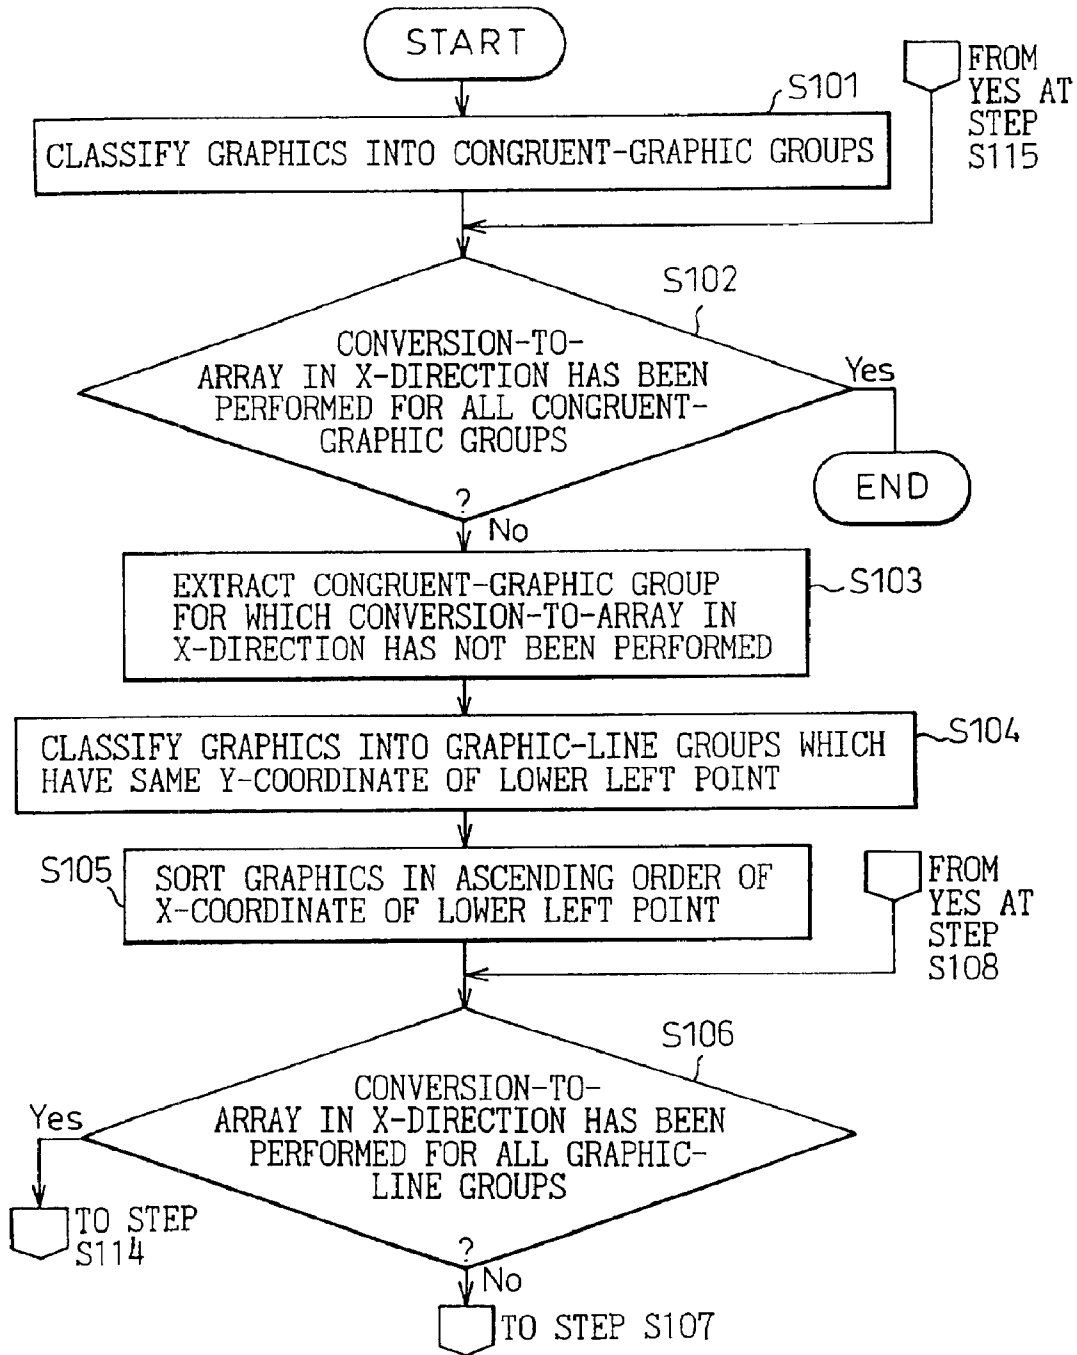 START
FROM
YES AT
STEP
S115
S101
CLASSIFY GRAPHICS INTO CONGRUENT-GRAPHIC GROUPS
S102
CONVERSION-TO-
ARRAY IN X-DIRECTION HAS BEEN
PERFORMED FOR ALL CONGRUENT-
GRAPHIC GROUPS
?
Yes
END
No
S103
EXTRACT CONGRUENT-GRAPHIC GROUP
FOR WHICH CONVERSION-TO-ARRAY IN
X-DIRECTION HAS NOT BEEN PERFORMED
S104
CLASSIFY GRAPHICS INTO GRAPHIC-LINE GROUPS WHICH
HAVE SAME Y-COORDINATE OF LOWER LEFT POINT
S105
SORT GRAPHICS IN ASCENDING ORDER OF
X-COORDINATE OF LOWER LEFT POINT
FROM
YES AT
STEP
S108
S106
CONVERSION-TO-
ARRAY IN X-DIRECTION HAS BEEN
PERFORMED FOR ALL GRAPHIC-
LINE GROUPS
?
Yes
TO STEP
S114
No
TO STEP S107